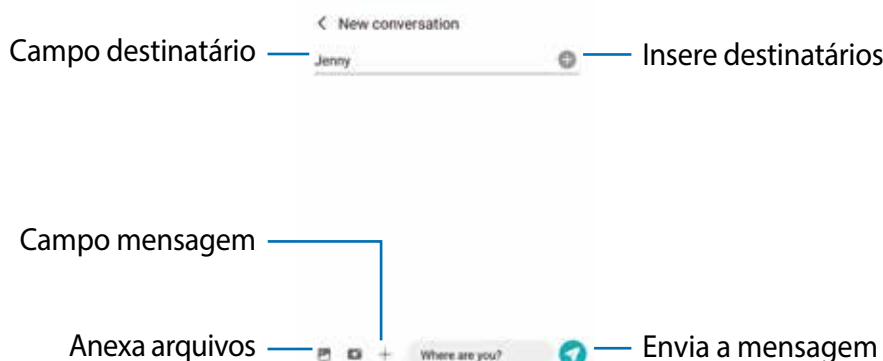 New conversation
Campo destinatário
Jenny
Insere destinatários
Campo mensagem
Anexa arquivos
Where are you?
Envia a mensagem